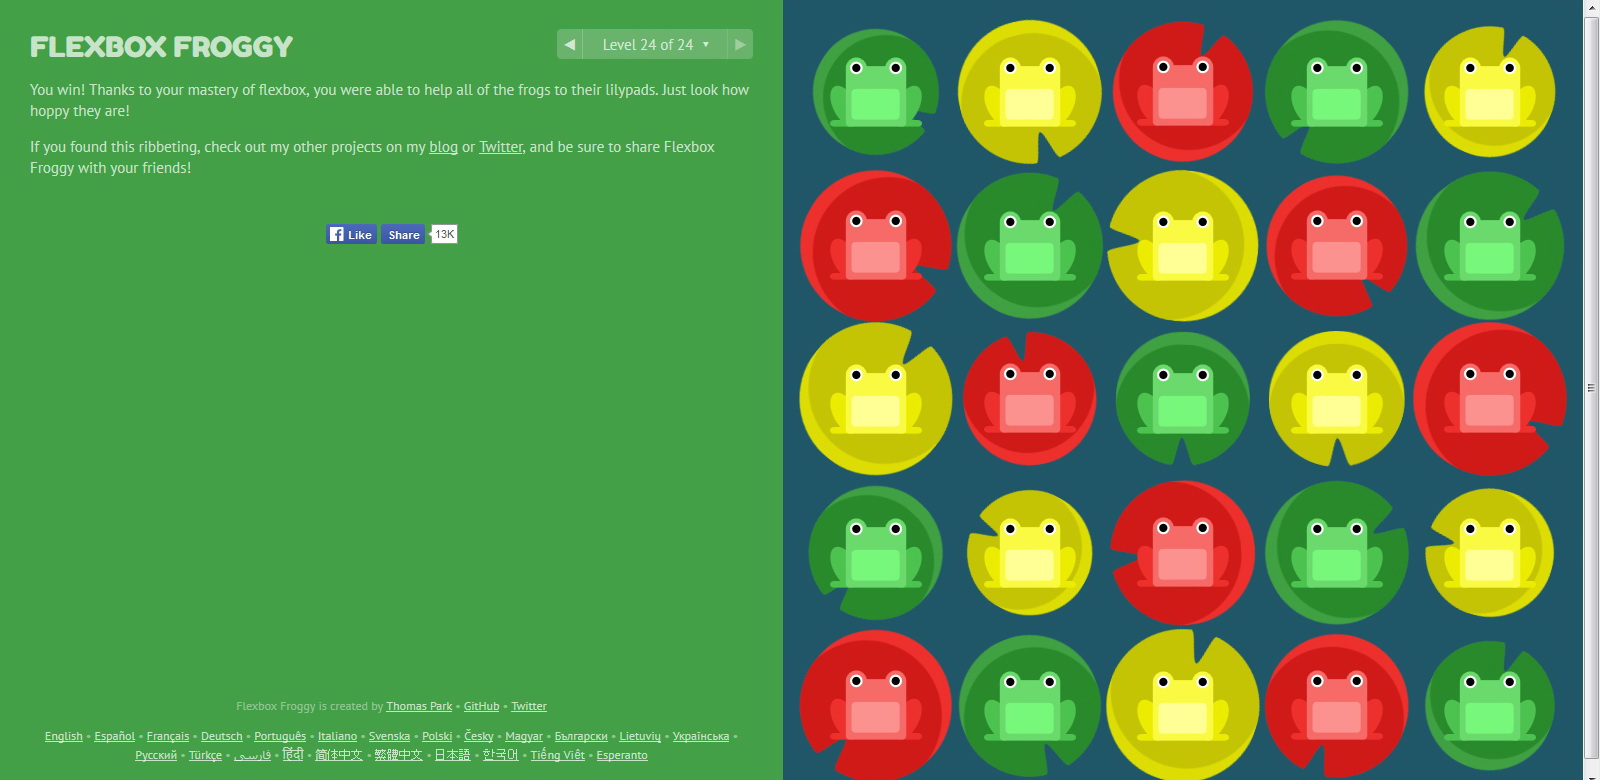 FLEXBOX FROGGY
◀ Level 24 of 24 ▼ ▶
You win! Thanks to your mastery of flexbox, you were able to help all of the frogs to their lilypads. Just look how
hoppy they are!
If you found this ribbeting, check out my other projects on my blog or Twitter, and be sure to share Flexbox
Froggy with your friends!
Like Share 13K
Flexbox Froggy is created by Thomas Park • GitHub • Twitter
English • Español • Français • Deutsch • Português • Italiano • Svenska • Polski • Česky • Magyar • Български • Lietuvių • Українська •
Русский • Türkçe • فارسی • हिंदी • 简体中文 • 繁體中文 • 日本語 • 한국어 • Tiếng Việt • Esperanto